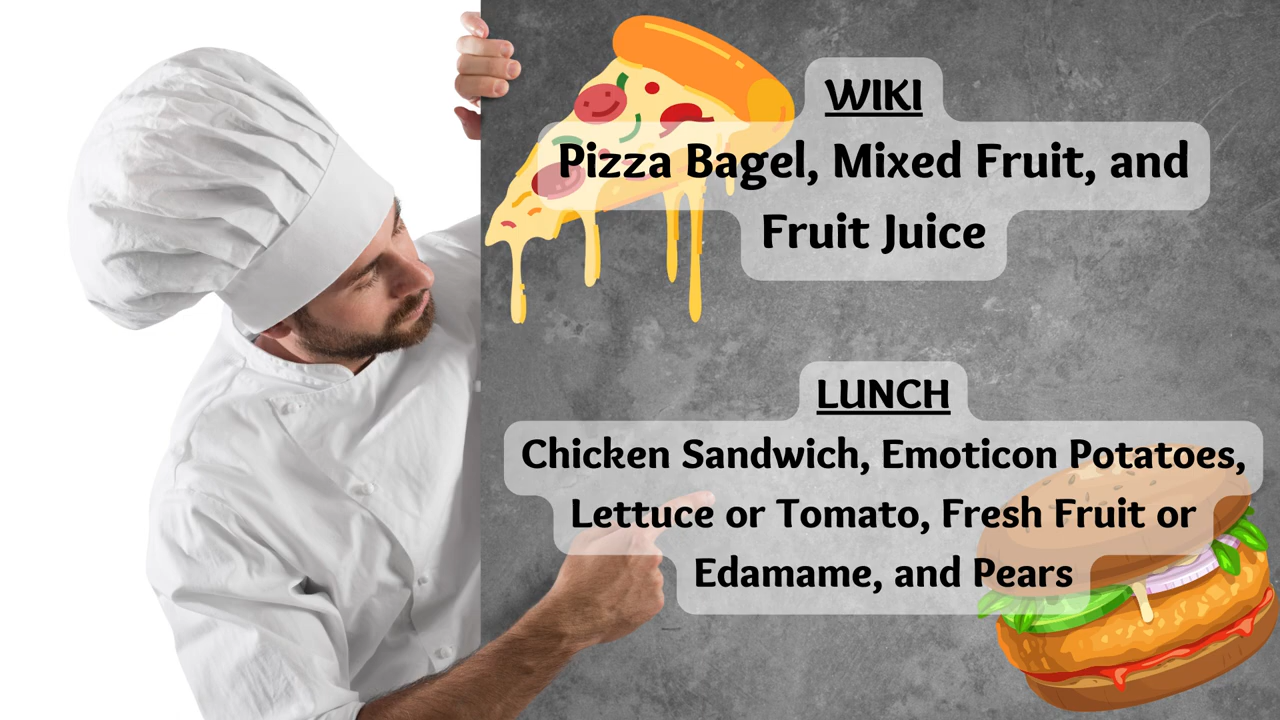 WIKI
Pizza Bagel, Mixed Fruit, and
Fruit Juice
LUNCH
Chicken Sandwich, Emoticon Potatoes,
Lettuce or Tomato, Fresh Fruit or
Edamame, and Pears